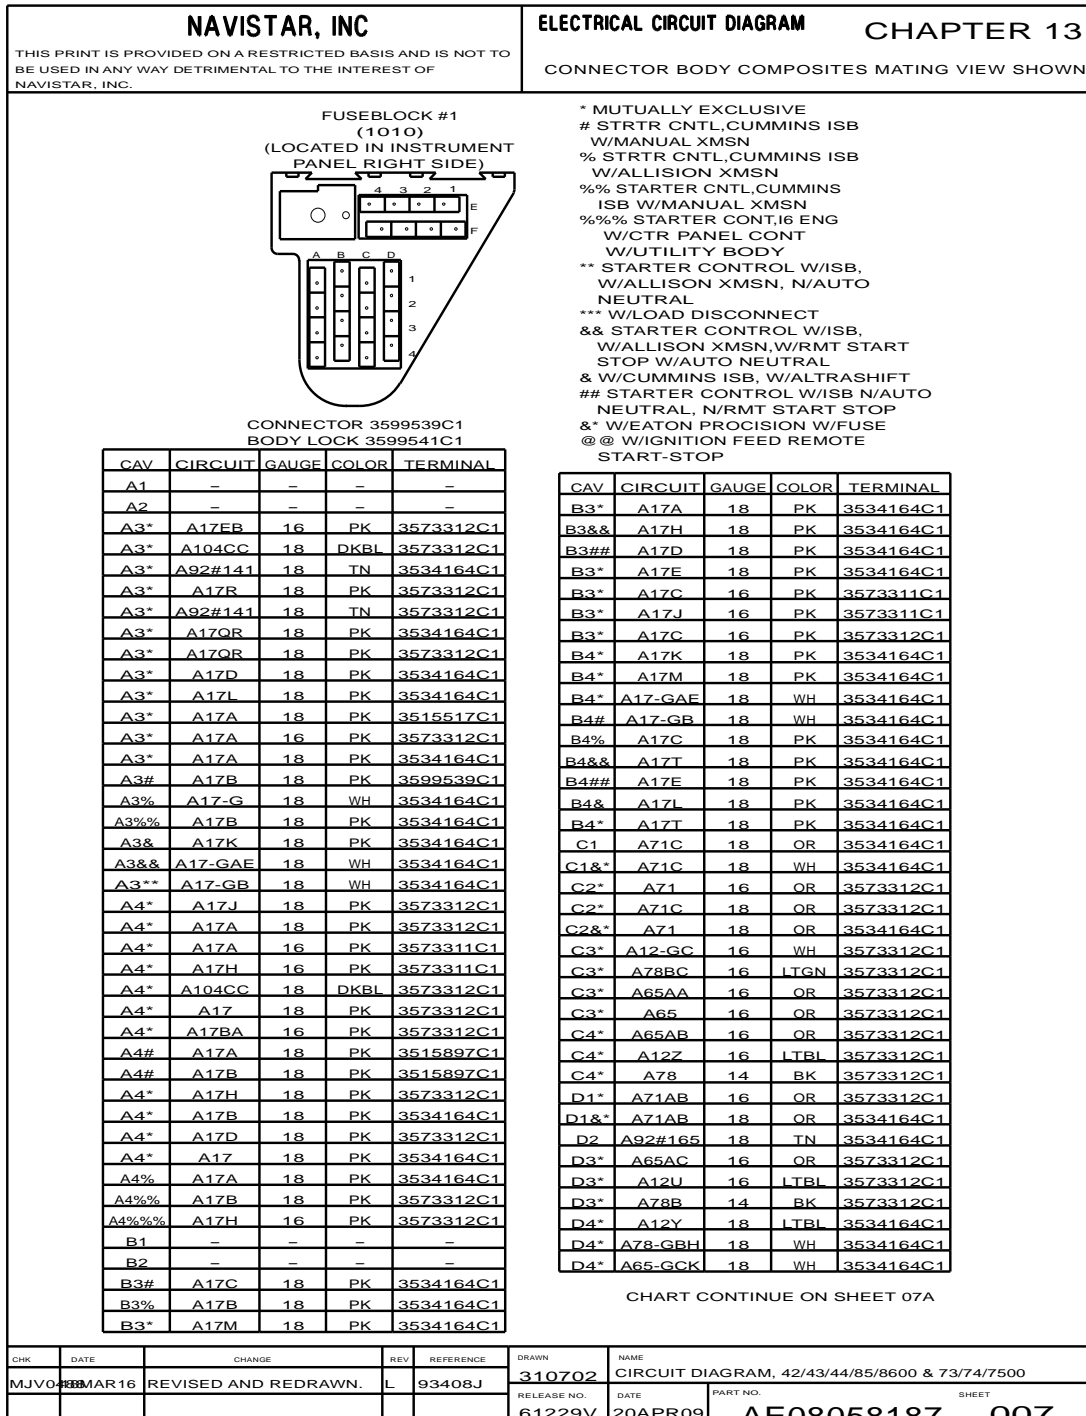 NAVISTAR, INC
THIS PRINT IS PROVIDED ON A RESTRICTED BASIS AND IS NOT TO
BE USED IN ANY WAY DETRIMENTAL TO THE INTEREST OF
NAVISTAR, INC.
ELECTRICAL CIRCUIT DIAGRAM
CHAPTER 13
CONNECTOR BODY COMPOSITES MATING VIEW SHOWN
FUSEBLOCK #1
(1010)
(LOCATED IN INSTRUMENT
PANEL RIGHT SIDE)
4 3 2 1
E
F
A B C D
1
2
3
4
CONNECTOR 3599539C1
BODY LOCK 3599541C1
CAV CIRCUIT GAUGE COLOR TERMINAL
A1 – – – –
A2 – – – –
A3* A17EB 16 PK 3573312C1
A3* A104CC 18 DKBL 3573312C1
A3* A92#141 18 TN 3534164C1
A3* A17R 18 PK 3573312C1
A3* A92#141 18 TN 3573312C1
A3* A17QR 18 PK 3534164C1
A3* A17QR 18 PK 3573312C1
A3* A17D 18 PK 3534164C1
A3* A17L 18 PK 3534164C1
A3* A17A 18 PK 3515517C1
A3* A17A 16 PK 3573312C1
A3* A17A 18 PK 3534164C1
A3# A17B 18 PK 3599539C1
A3% A17-G 18 WH 3534164C1
A3%% A17B 18 PK 3534164C1
A3& A17K 18 PK 3534164C1
A3&& A17-GAE 18 WH 3534164C1
A3** A17-GB 18 WH 3534164C1
A4* A17J 18 PK 3573312C1
A4* A17A 18 PK 3573312C1
A4* A17A 16 PK 3573311C1
A4* A17H 16 PK 3573311C1
A4* A104CC 18 DKBL 3573312C1
A4* A17 18 PK 3573312C1
A4* A17BA 16 PK 3573312C1
A4# A17A 18 PK 3515897C1
A4# A17B 18 PK 3515897C1
A4* A17H 18 PK 3573312C1
A4* A17B 18 PK 3534164C1
A4* A17D 18 PK 3573312C1
A4* A17 18 PK 3534164C1
A4% A17A 18 PK 3534164C1
A4%% A17B 18 PK 3573312C1
A4%%% A17H 16 PK 3573312C1
B1 – – – –
B2 – – – –
B3# A17C 18 PK 3534164C1
B3% A17B 18 PK 3534164C1
B3* A17M 18 PK 3534164C1
* MUTUALLY EXCLUSIVE
# STRTR CNTL,CUMMINS ISB
W/MANUAL XMSN
% STRTR CNTL,CUMMINS ISB
W/ALLISION XMSN
%% STARTER CNTL,CUMMINS
ISB W/MANUAL XMSN
%%% STARTER CONT,I6 ENG
W/CTR PANEL CONT
W/UTILITY BODY
** STARTER CONTROL W/ISB,
W/ALLISON XMSN, N/AUTO
NEUTRAL
*** W/LOAD DISCONNECT
&& STARTER CONTROL W/ISB,
W/ALLISON XMSN,W/RMT START
STOP W/AUTO NEUTRAL
& W/CUMMINS ISB, W/ALTRASHIFT
## STARTER CONTROL W/ISB N/AUTO
NEUTRAL, N/RMT START STOP
&* W/EATON PROCISION W/FUSE
@@ W/IGNITION FEED REMOTE
START-STOP
CAV CIRCUIT GAUGE COLOR TERMINAL
B3* A17A 18 PK 3534164C1
B3&& A17H 18 PK 3534164C1
B3## A17D 18 PK 3534164C1
B3* A17E 18 PK 3534164C1
B3* A17C 16 PK 3573311C1
B3* A17J 16 PK 3573311C1
B3* A17C 16 PK 3573312C1
B4* A17K 18 PK 3534164C1
B4* A17M 18 PK 3534164C1
B4* A17-GAE 18 WH 3534164C1
B4# A17-GB 18 WH 3534164C1
B4% A17C 18 PK 3534164C1
B4&& A17T 18 PK 3534164C1
B4## A17E 18 PK 3534164C1
B4& A17L 18 PK 3534164C1
B4* A17T 18 PK 3534164C1
C1 A71C 18 OR 3534164C1
C1&* A71C 18 WH 3534164C1
C2* A71 16 OR 3573312C1
C2* A71C 18 OR 3573312C1
C2&* A71 18 OR 3534164C1
C3* A12-GC 16 WH 3573312C1
C3* A78BC 16 LTGN 3573312C1
C3* A65AA 16 OR 3573312C1
C3* A65 16 OR 3573312C1
C4* A65AB 16 OR 3573312C1
C4* A12Z 16 LTBL 3573312C1
C4* A78 14 BK 3573312C1
D1* A71AB 16 OR 3573312C1
D1&* A71AB 18 OR 3534164C1
D2 A92#165 18 TN 3534164C1
D3* A65AC 16 OR 3573312C1
D3* A12U 16 LTBL 3573312C1
D3* A78B 14 BK 3573312C1
D4* A12Y 18 LTBL 3534164C1
D4* A78-GBH 18 WH 3534164C1
D4* A65-GCK 18 WH 3534164C1
CHART CONTINUE ON SHEET 07A
CHK DATE CHANGE REV REFERENCE
MJV04 MAR16 REVISED AND REDRAWN. L 93408J
DRAWN NAME
310702 CIRCUIT DIAGRAM, 42/43/44/85/8600 & 73/74/7500
RELEASE NO. DATE PART NO. SHEET
61229V 20APR09 AE08058187 007